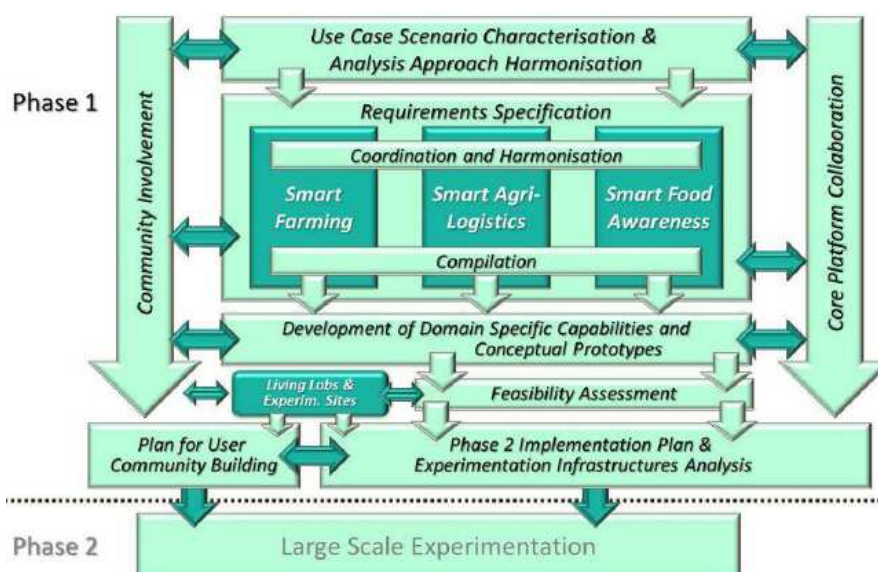 Phase 1
Community Involvement
Use Case Scenario Characterisation &
Analysis Approach Harmonisation
Core Platform Collaboration
Requirements Specification
Coordination and Harmonisation
Smart
Farming
Smart Agri-
Logistics
Smart Food
Awareness
Compilation
Development of Domain Specific Capabilities and
Conceptual Prototypes
Living Labs &
Experim. Sites
Feasibility Assessment
Plan for User
Community Building
Phase 2 Implementation Plan &
Experimentation Infrastructures Analysis
Phase 2
Large Scale Experimentation